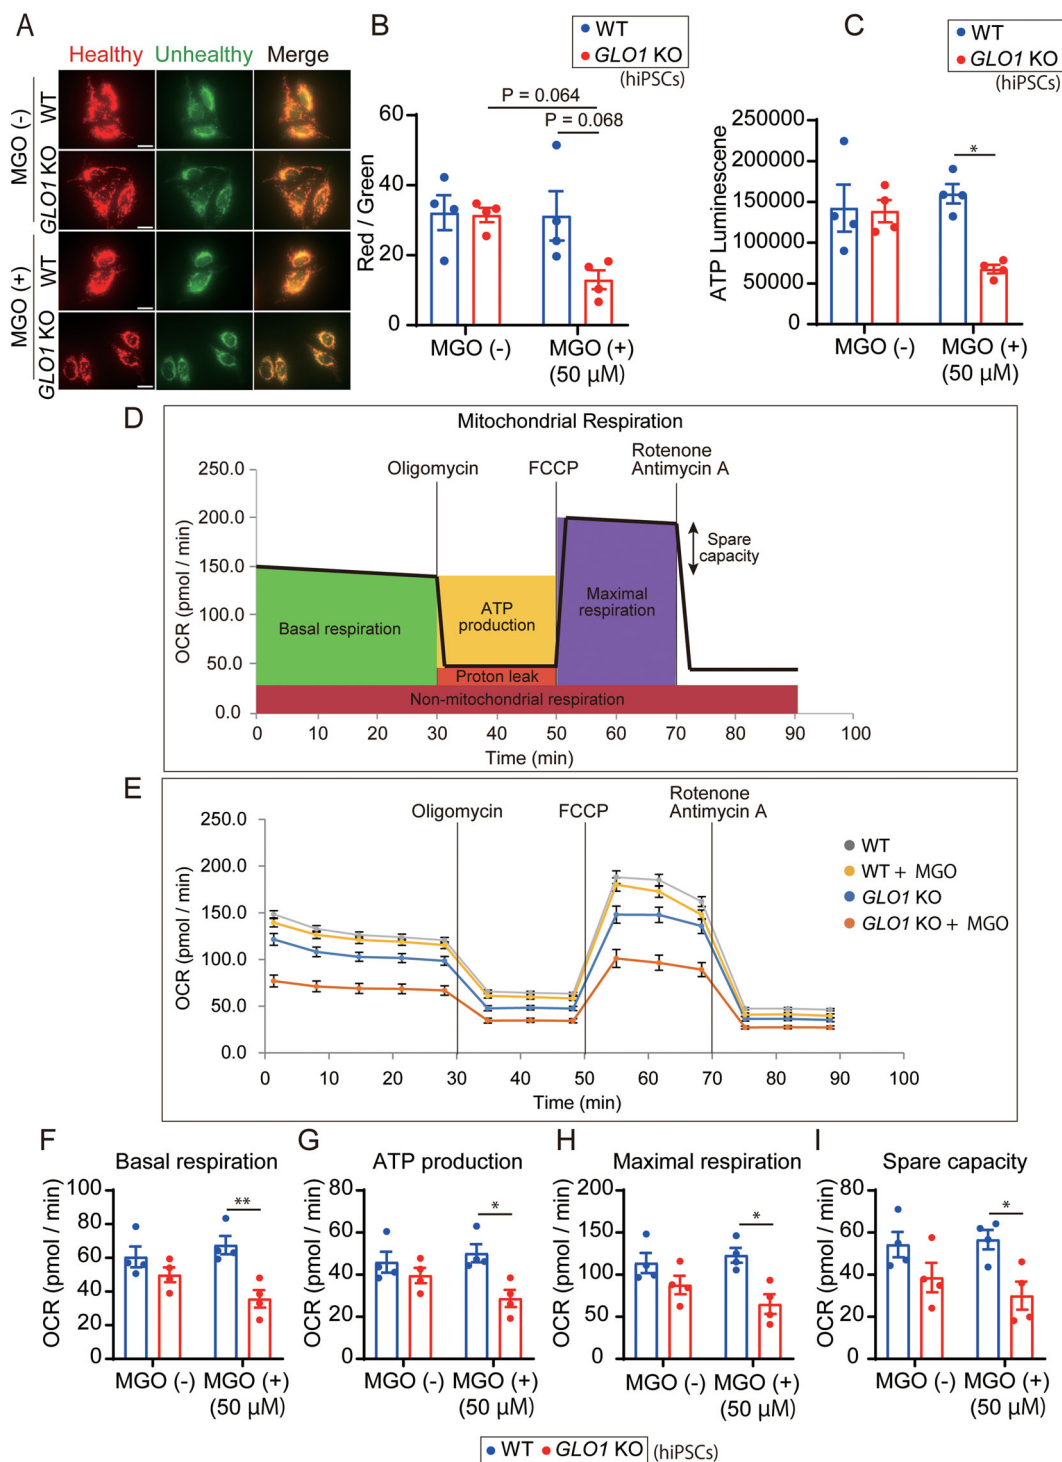 A
Healthy Unhealthy Merge
MGO (-)
WT
GLO1 KO
MGO (+)
WT
GLO1 KO
B
WT
GLO1 KO
(hiPSCs)
P = 0.064
P = 0.068
Red / Green
60
40
20
0
MGO (-) MGO (+)
(50 μM)
C
WT
GLO1 KO
(hiPSCs)
ATP Luminescene
250000
200000
150000
100000
50000
0
*
MGO (-) MGO (+)
(50 μM)
D
Mitochondrial Respiration
Oligomycin FCCP Rotenone
Antimycin A
OCR (pmol / min)
250.0
200.0
150.0
100.0
50.0
0.0
Spare
capacity
Basal respiration
ATP
production
Maximal
respiration
Proton leak
Non-mitochondrial respiration
0 10 20 30 40 50 60 70 80 90 100
Time (min)
E
Oligomycin FCCP Rotenone
Antimycin A
OCR (pmol / min)
250.0
200.0
150.0
100.0
50.0
0.0
WT
WT + MGO
GLO1 KO
GLO1 KO + MGO
0 10 20 30 40 50 60 70 80 90 100
Time (min)
F
Basal respiration
OCR (pmol / min)
100
80
60
40
20
0
**
MGO (-) MGO (+)
(50 μM)
G
ATP production
OCR (pmol / min)
80
60
40
20
0
*
MGO (-) MGO (+)
(50 μM)
H
Maximal respiration
OCR (pmol / min)
200
150
100
50
0
*
MGO (-) MGO (+)
(50 μM)
I
Spare capacity
OCR (pmol / min)
80
60
40
20
0
*
MGO (-) MGO (+)
(50 μM)
WT GLO1 KO (hiPSCs)